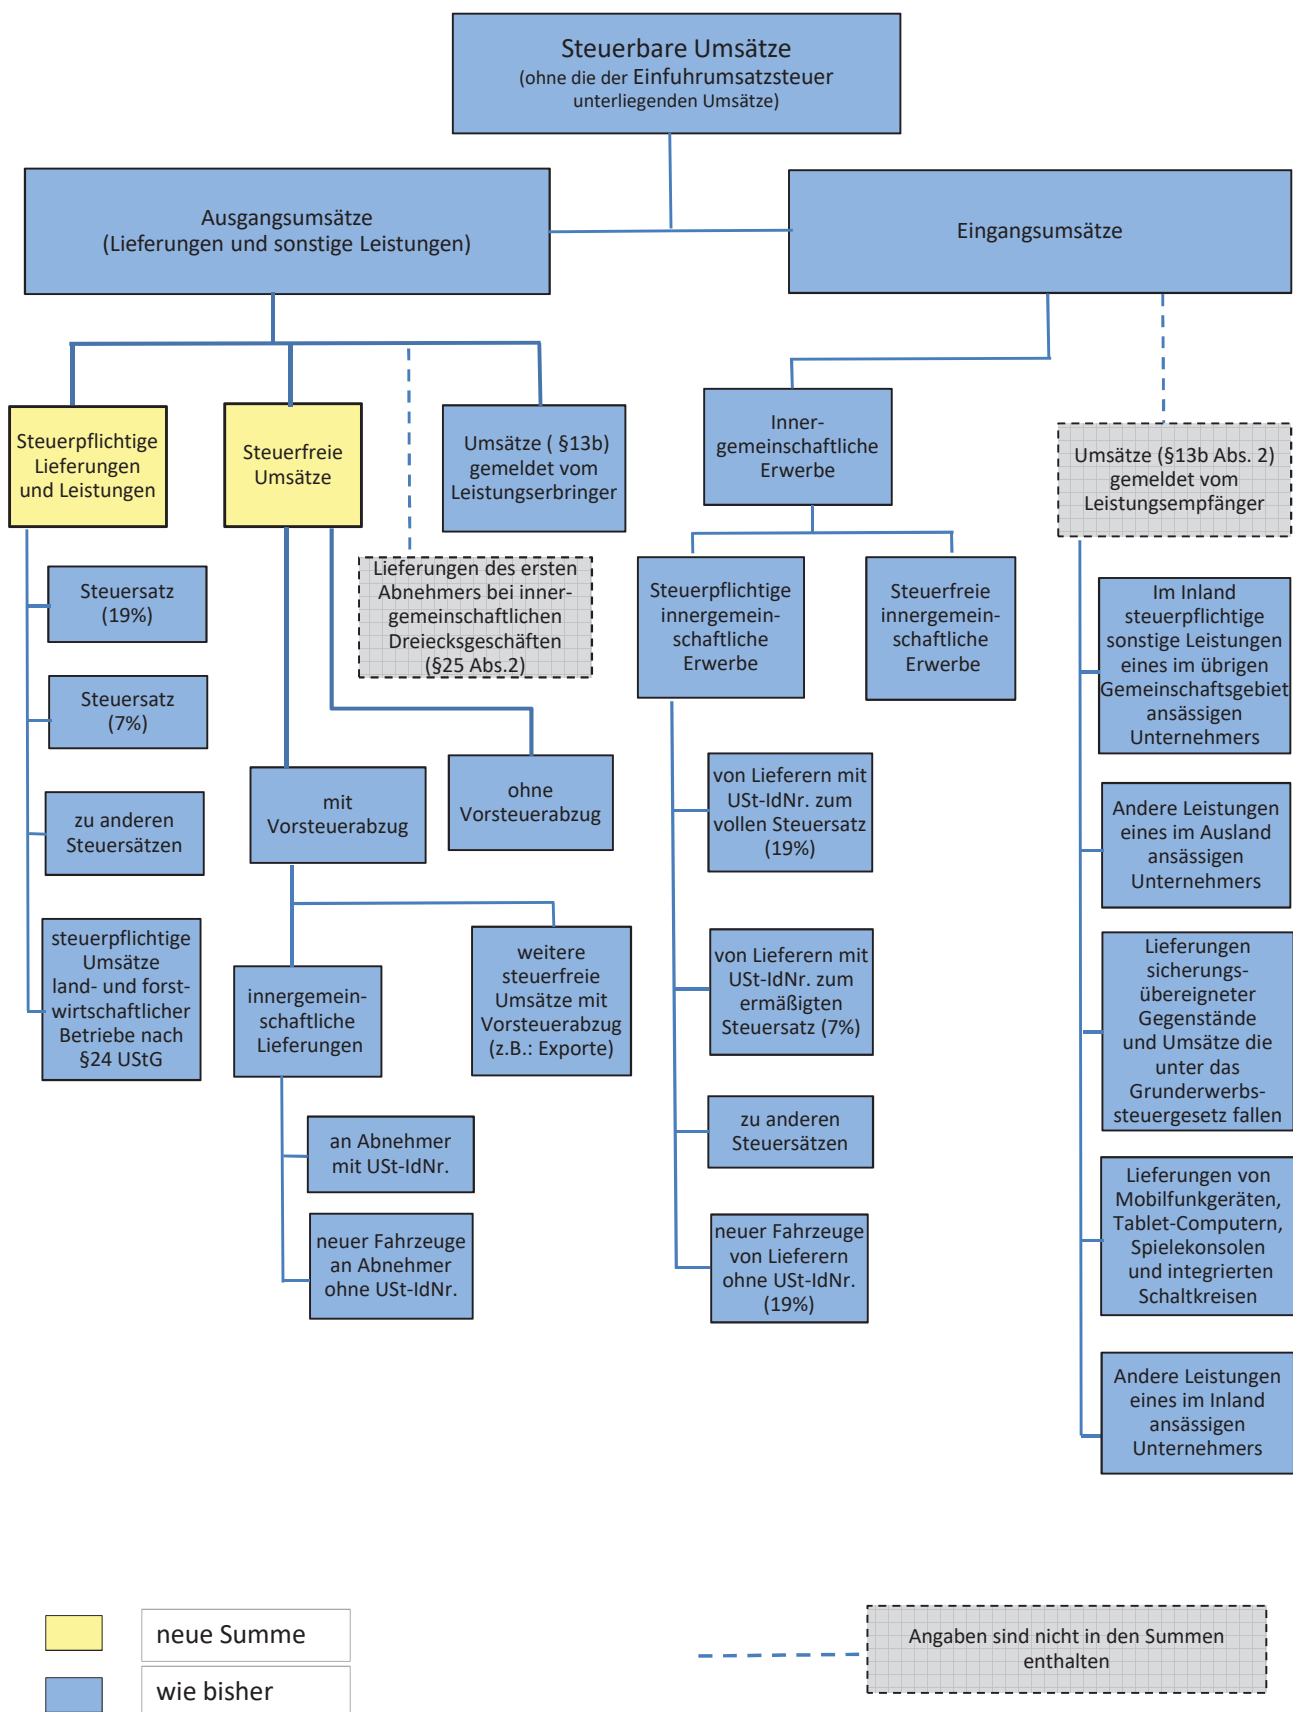 Steuerbare Umsätze
(ohne die der Einfuhrumsatzsteuer
unterliegenden Umsätze)
Ausgangsumsätze
(Lieferungen und sonstige Leistungen)
Eingangsumsätze
Steuerpflichtige
Lieferungen
und Leistungen
Steuerfreie
Umsätze
Umsätze ( §13b)
gemeldet vom
Leistungserbringer
Inner-
gemeinschaftliche
Erwerbe
Umsätze (§13b Abs. 2)
gemeldet vom
Leistungsempfänger
Steuersatz
(19%)
Steuersatz
(7%)
zu anderen
Steuersätzen
steuerpflichtige
Umsätze
land- und forst-
wirtschaftlicher
Betriebe nach
§24 UStG
Lieferungen des ersten
Abnehmers bei inner-
gemeinschaftlichen
Dreiecksgeschäften
(§25 Abs.2)
mit
Vorsteuerabzug
ohne
Vorsteuerabzug
innergemein-
schaftliche
Lieferungen
weitere
steuerfreie
Umsätze mit
Vorsteuerabzug
(z.B.: Exporte)
an Abnehmer
mit USt-IdNr.
neuer Fahrzeuge
an Abnehmer
ohne USt-IdNr.
Steuerpflichtige
innergemein-
schaftliche
Erwerbe
Steuerfreie
innergemein-
schaftliche
Erwerbe
von Lieferern mit
USt-IdNr. zum
vollen Steuersatz
(19%)
von Lieferern mit
USt-IdNr. zum
ermäßigten
Steuersatz (7%)
zu anderen
Steuersätzen
neuer Fahrzeuge
von Lieferern
ohne USt-IdNr.
(19%)
Im Inland
steuerpflichtige
sonstige Leistungen
eines im übrigen
Gemeinschaftsgebiet
ansässigen
Unternehmers
Andere Leistungen
eines im Ausland
ansässigen
Unternehmers
Lieferungen
sicherungs-
übereigneter
Gegenstände
und Umsätze die
unter das
Grunderwerbs-
steuergesetz fallen
Lieferungen von
Mobilfunkgeräten,
Tablet-Computern,
Spielekonsolen
und integrierten
Schaltkreisen
Andere Leistungen
eines im Inland
ansässigen
Unternehmers
neue Summe
wie bisher
Angaben sind nicht in den Summen
enthalten